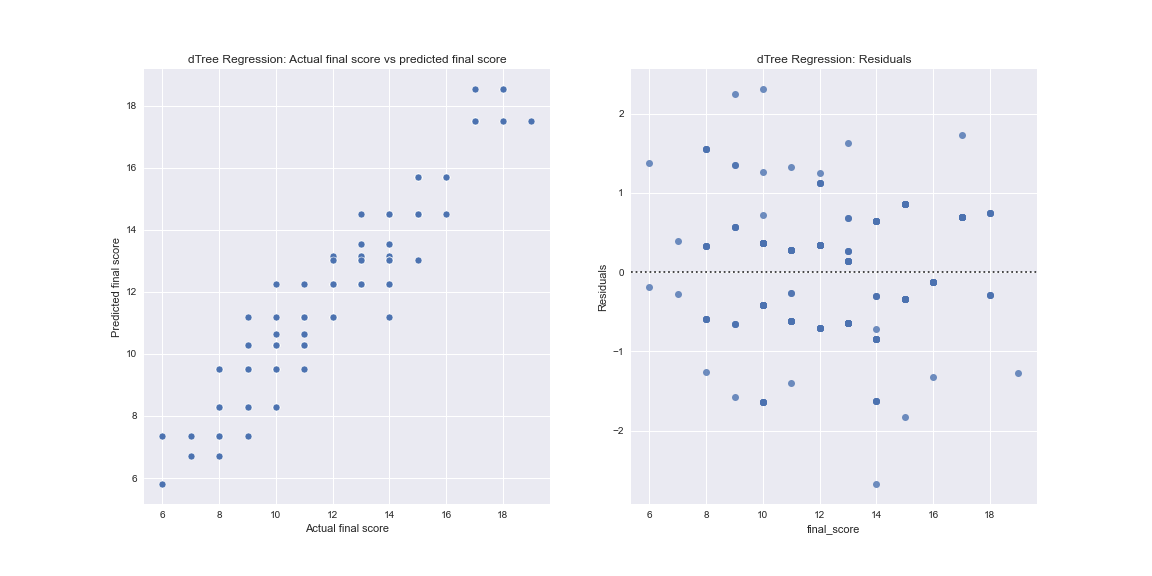 dTree Regression: Actual final score vs predicted final score
Predicted final score
18
16
14
12
10
8
6
6 8 10 12 14 16 18
Actual final score
dTree Regression: Residuals
Residuals
2
1
0
−1
−2
6 8 10 12 14 16 18
final_score